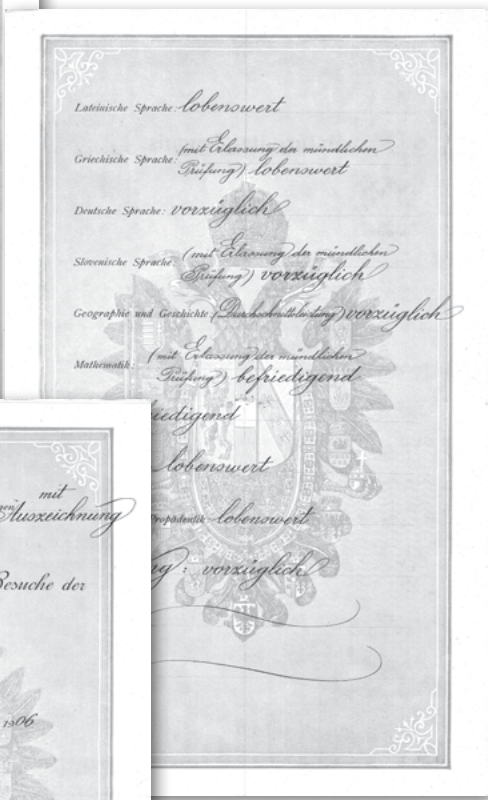 Lateinische Sprache: lobenswert
(mit Erlassung der mündlichen
Griechische Sprache: Prüfung) lobenswert
Deutsche Sprache: vorzüglich
(mit Erlassung der mündlichen
Slovenische Sprache: Prüfung) vorzüglich
Geographie und Geschichte: (Durchschnittsleistung) vorzüglich
(mit Erlassung der mündlichen
Mathematik: Prüfung) befriedigend
iedigend
lobenswert
Propädeutik lobenswert
: vorzüglich
mit
Auszeichnung
Besuche der
1906